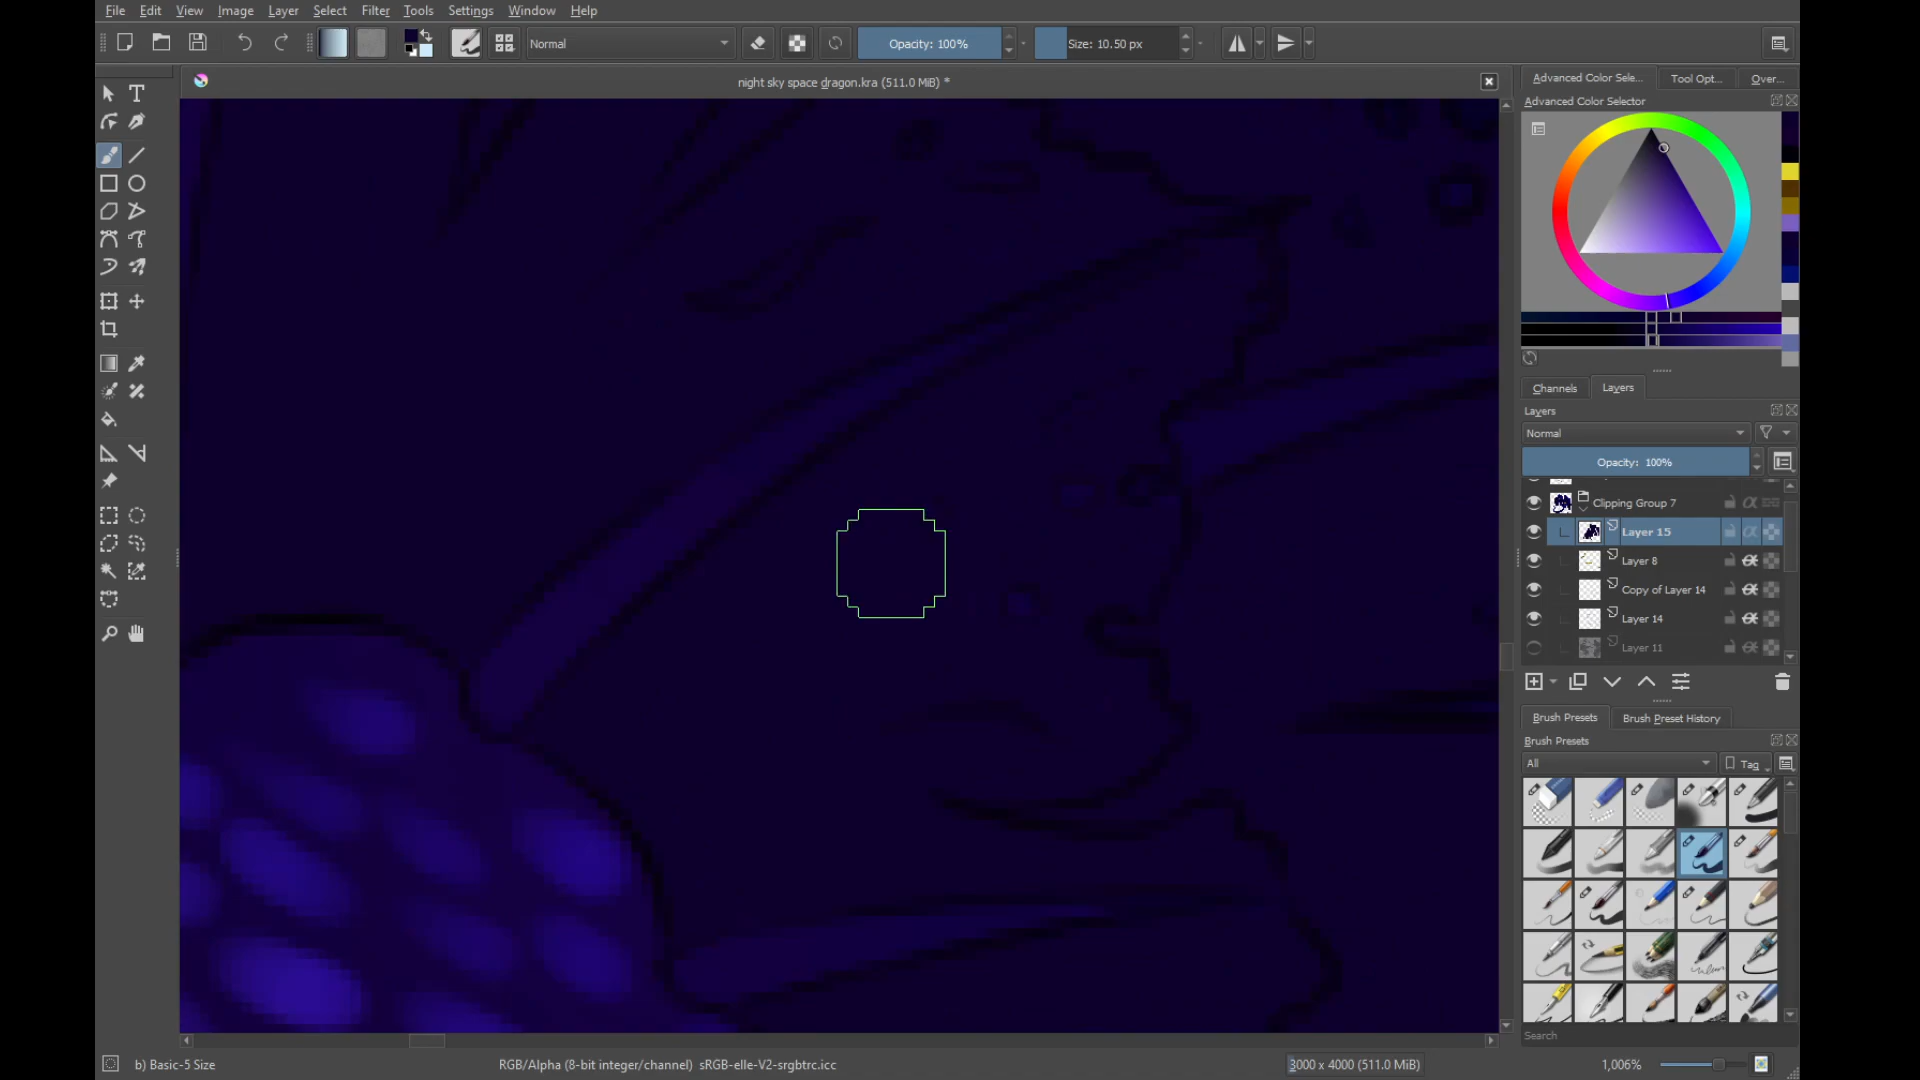 File Edit View Image Layer Select Filter Tools Settings Window Help
Normal Opacity: 100% Size: 10.50 px
night sky space dragon.kra (511.0 MiB) *
Advanced Color Sele... Tool Opt... Over...
Advanced Color Selector
Channels Layers
Layers
Normal
Opacity: 100%
Clipping Group 7
Layer 15
Layer 8
Copy of Layer 14
Layer 14
Layer 11
Brush Presets Brush Preset History
Brush Presets
All Tag
Search
b) Basic-5 Size RGB/Alpha (8-bit integer/channel) sRGB-elle-V2-srgbtrc.icc 3000 x 4000 (511.0 MiB) 1,006%